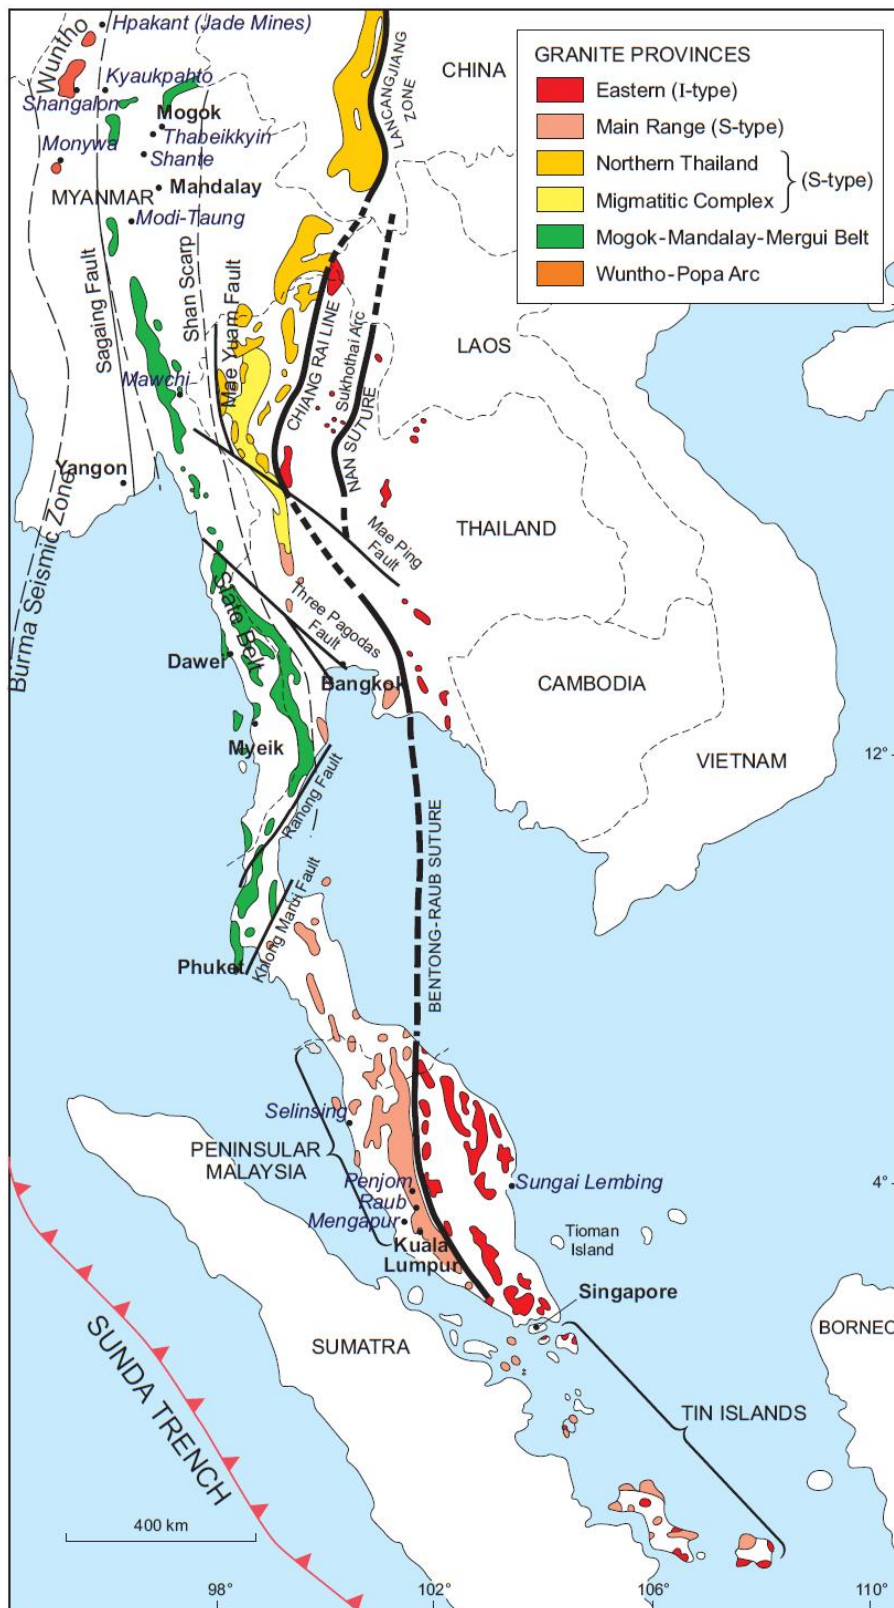 Hpakant (Jade Mines)
Wuntho
Kyaukpahto
Shangalon
Mogok
Thabeikkyin
Monywa
Shante
MYANMAR
Mandalay
Modi-Taung
Sagaing Fault
Shan Scarp
Mae Yuam Fault
Mawchi
Yangon
Burma Seismic Zone
LANCANGJIANG
ZONE
CHINA
GRANITE PROVINCES
Eastern (I-type)
Main Range (S-type)
Northern Thailand
Migmatitic Complex
(S-type)
Mogok-Mandalay-Mergui Belt
Wuntho-Popa Arc
CHIANG RAI LINE
Sukhothai Arc
NAN SUTURE
LAOS
THAILAND
Mae Ping
Fault
Three Pagodas
Fault
Slate Belt
Dawei
Bangkok
CAMBODIA
Myeik
VIETNAM
12°
Ranong Fault
Khlong Marui Fault
Phuket
BENTONG-RAUB SUTURE
Selinsing
PENINSULAR
MALAYSIA
Penjom
Raub
Mengapur
Kuala
Lumpur
Sungai Lembing
4°
Tioman
Island
Singapore
SUMATRA
BORNEO
SUNDA TRENCH
TIN ISLANDS
400 km
98°
102°
106°
110°